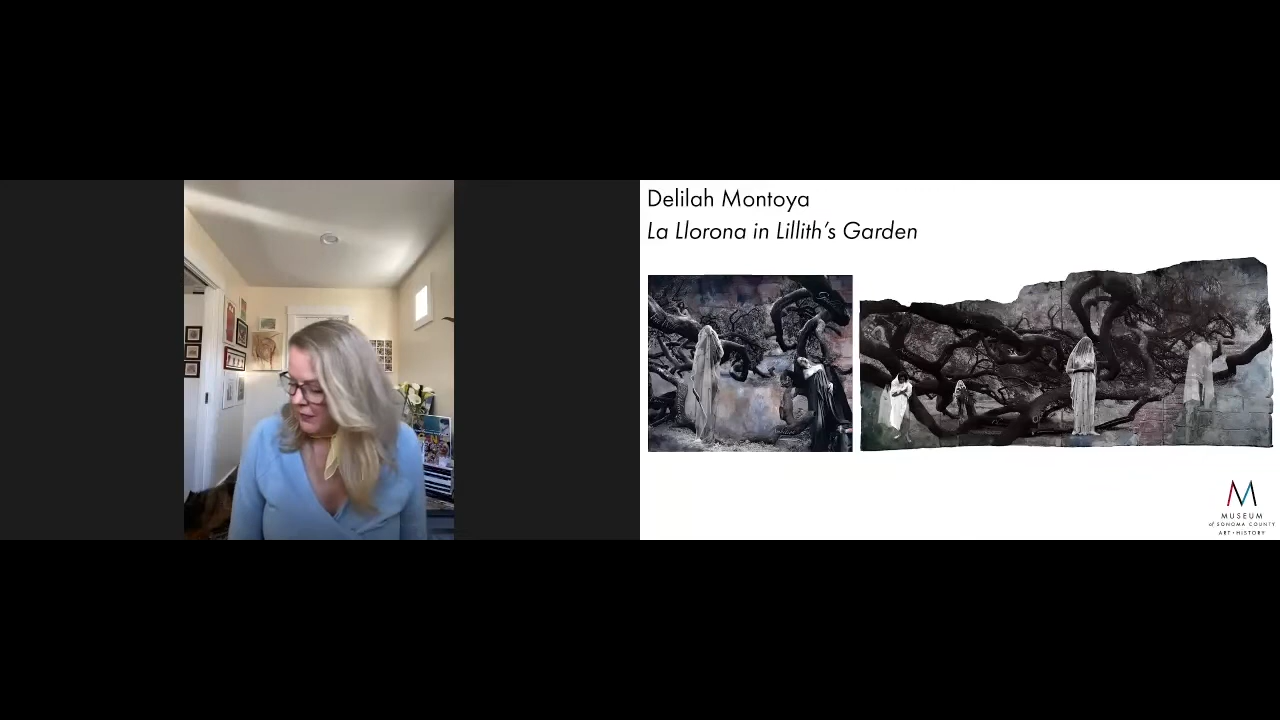 Delilah Montoya
La Llorona in Lillith's Garden
MUSEUM
of SONOMA COUNTY
ART • HISTORY